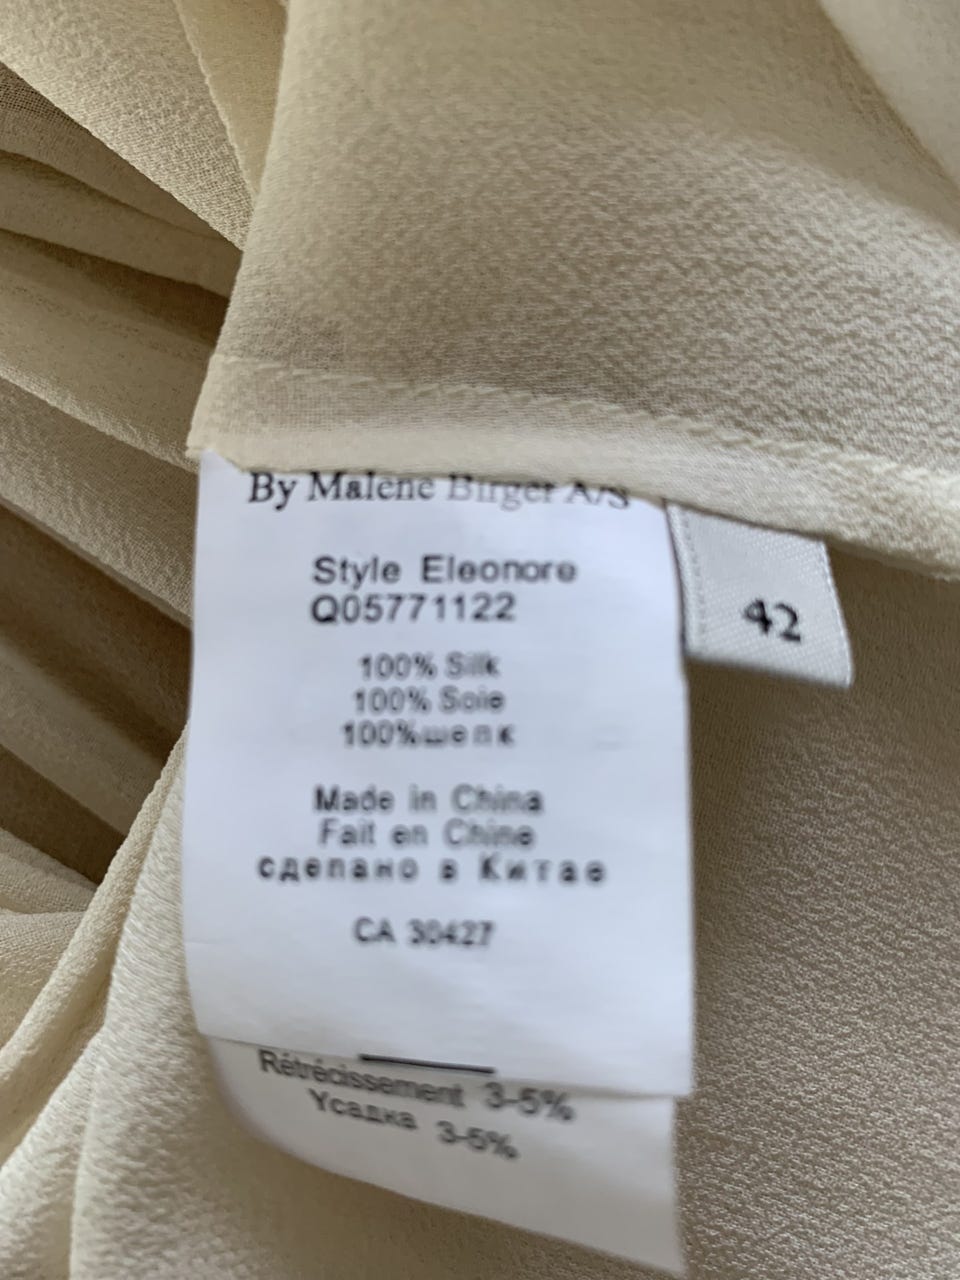 By Malene Birger A/S
Style Eleonore
Q05771122
42
100% Silk
100% Soie
100%шелк
Made in China
Fait en Chine
сделано в Китае
CA 30427
Rétrécissement 3-5%
Усадка 3-5%